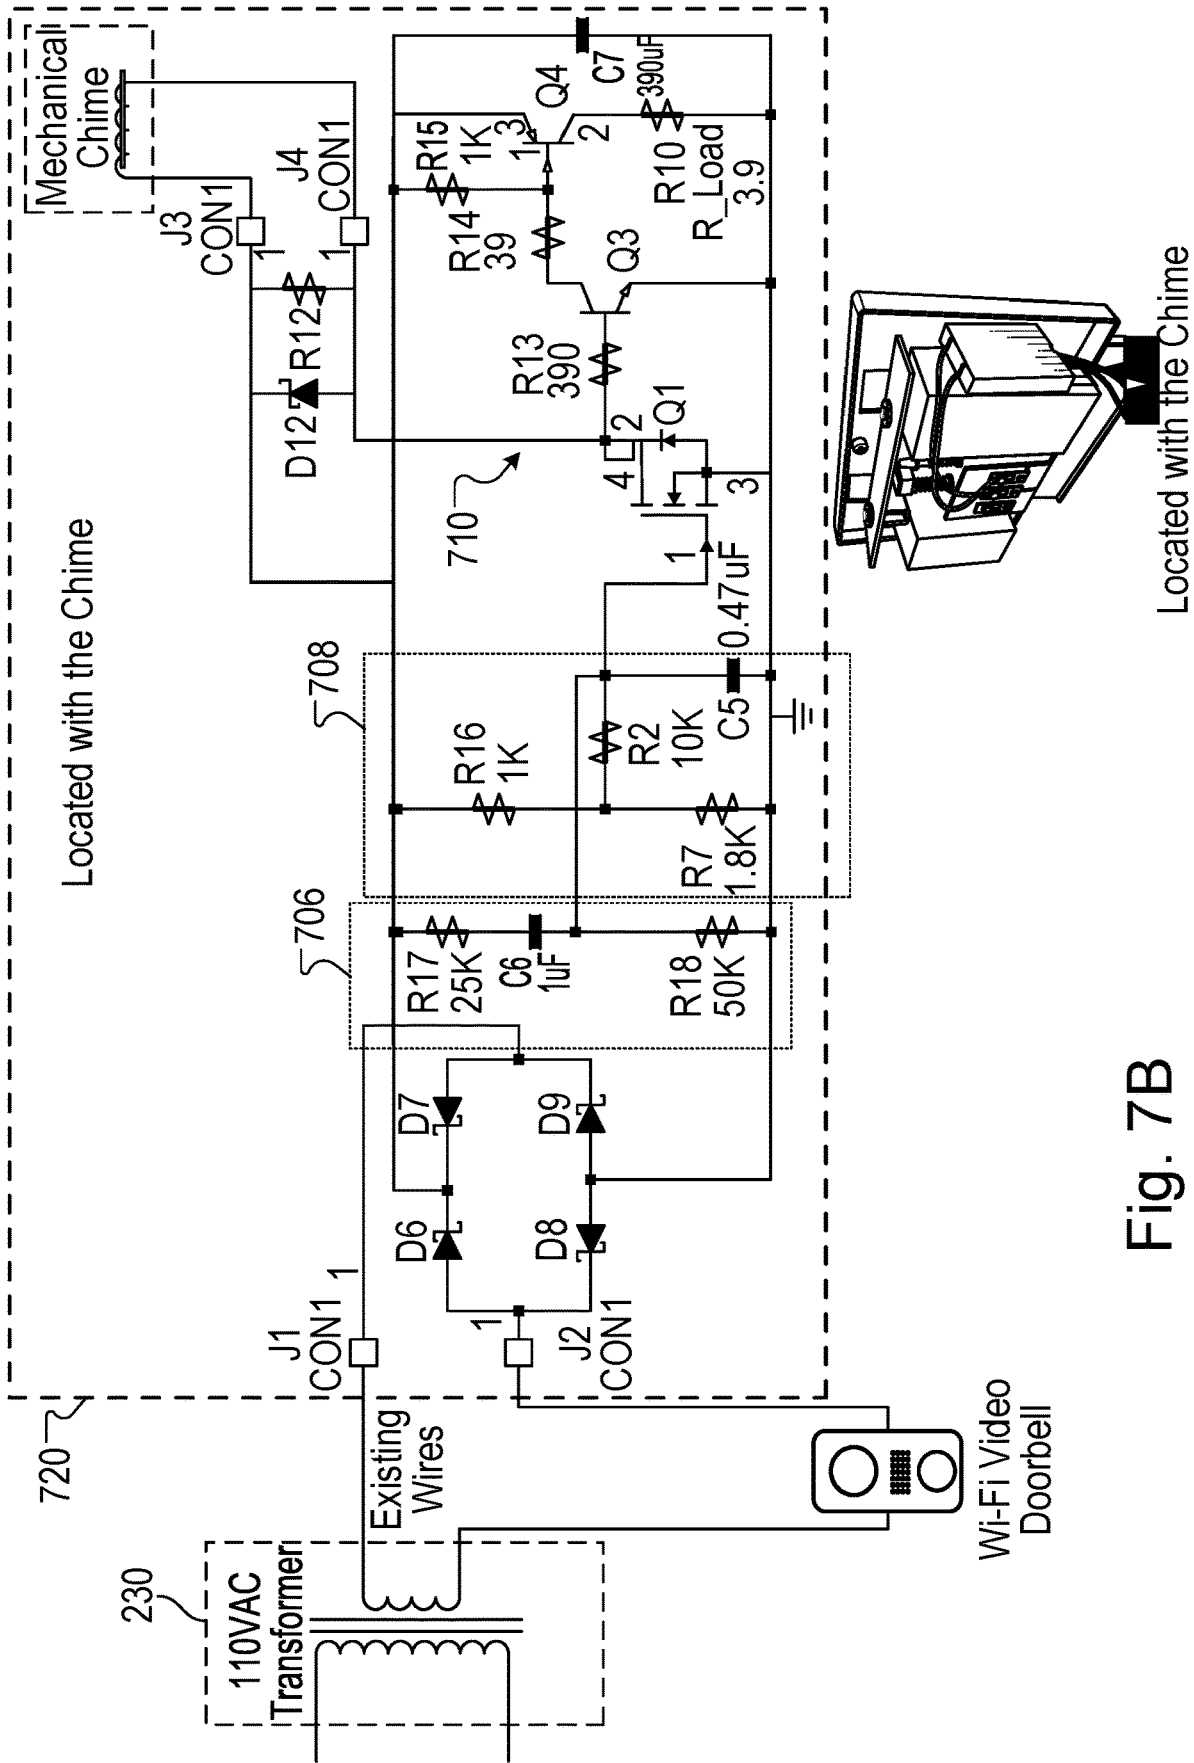 Located with the Chime
Mechanical
Chime
J3
CON1
1
J4
CON1
1
D12
R12
720
230
110VAC
Transformer
Existing
Wires
J1
CON1
1
1
J2
CON1
D6
D7
D8
D9
706
R17
25K
C6
1uF
R18
50K
708
R16
1K
R2
10K
R7
1.8K
C5
0.47uF
710
1
4
2
3
Q1
R13
390
Q3
R14
39
R15
1K
1
3
2
Q4
R10
R_Load
3.9
C7
390uF
Wi-Fi Video
Doorbell
Located with the Chime
Fig. 7B